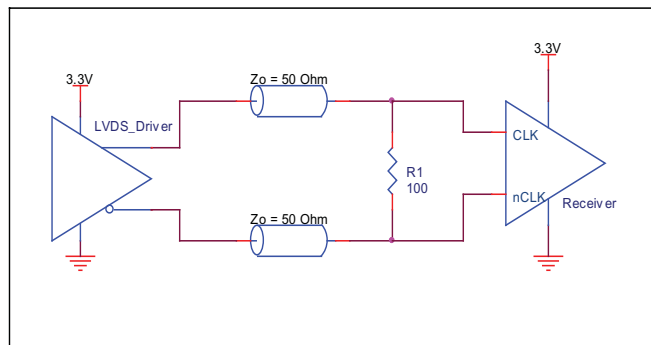 3.3V
LVDS_Driver
Zo = 50 Ohm
Zo = 50 Ohm
R1
100
3.3V
CLK
nCLK
Receiver